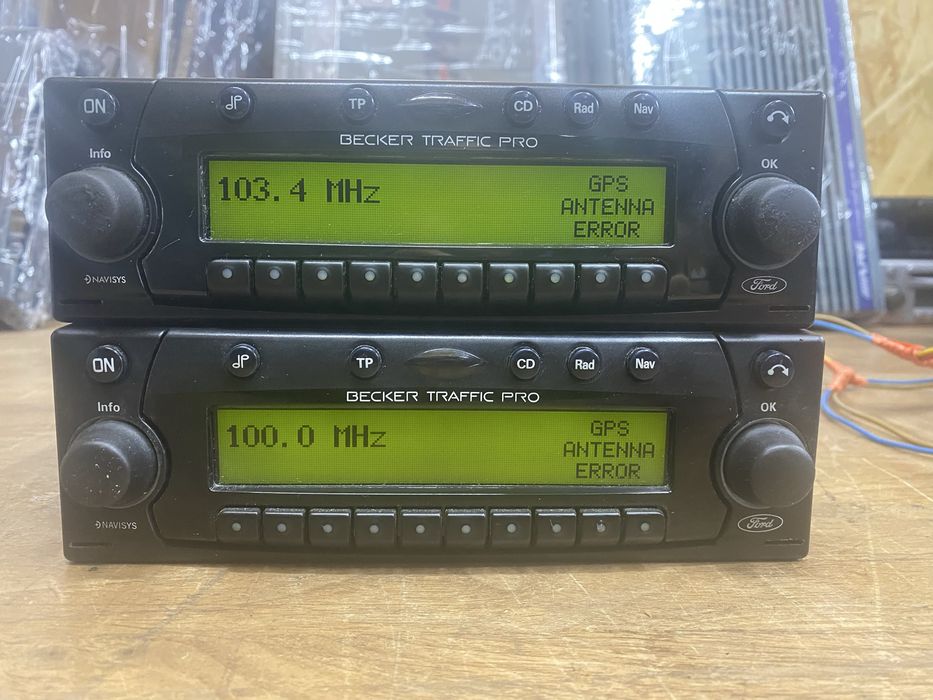 ON TP CD Rad Nav
BECKER TRAFFIC PRO
Info OK
103.4 MHz GPS
ANTENNA
ERROR
NAVISYS Ford
ON TP CD Rad Nav
BECKER TRAFFIC PRO
Info OK
100.0 MHz GPS
ANTENNA
ERROR
NAVISYS Ford